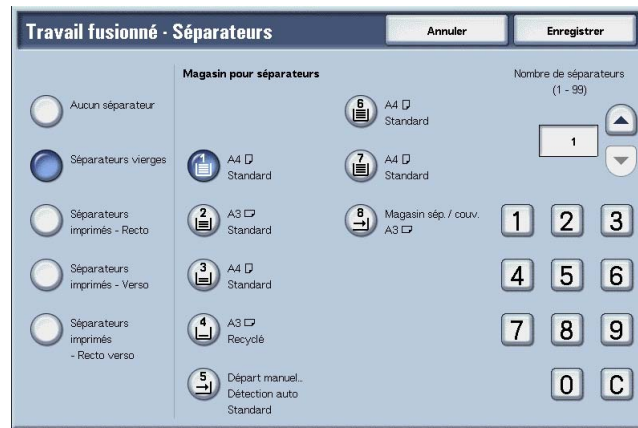 Travail fusionné - Séparateurs
Annuler
Enregistrer
Aucun séparateur
Séparateurs vierges
Séparateurs
imprimés - Recto
Séparateurs
imprimés - Verso
Séparateurs
imprimés
- Recto verso
Magasin pour séparateurs
1
A4
Standard
2
A3
Standard
3
A4
Standard
4
A3
Recyclé
5
Départ manuel..
Détection auto
Standard
6
A4
Standard
7
A4
Standard
8
Magasin sép. / couv.
A3
Nombre de séparateurs
(1 - 99)
1
1 2 3
4 5 6
7 8 9
0 C